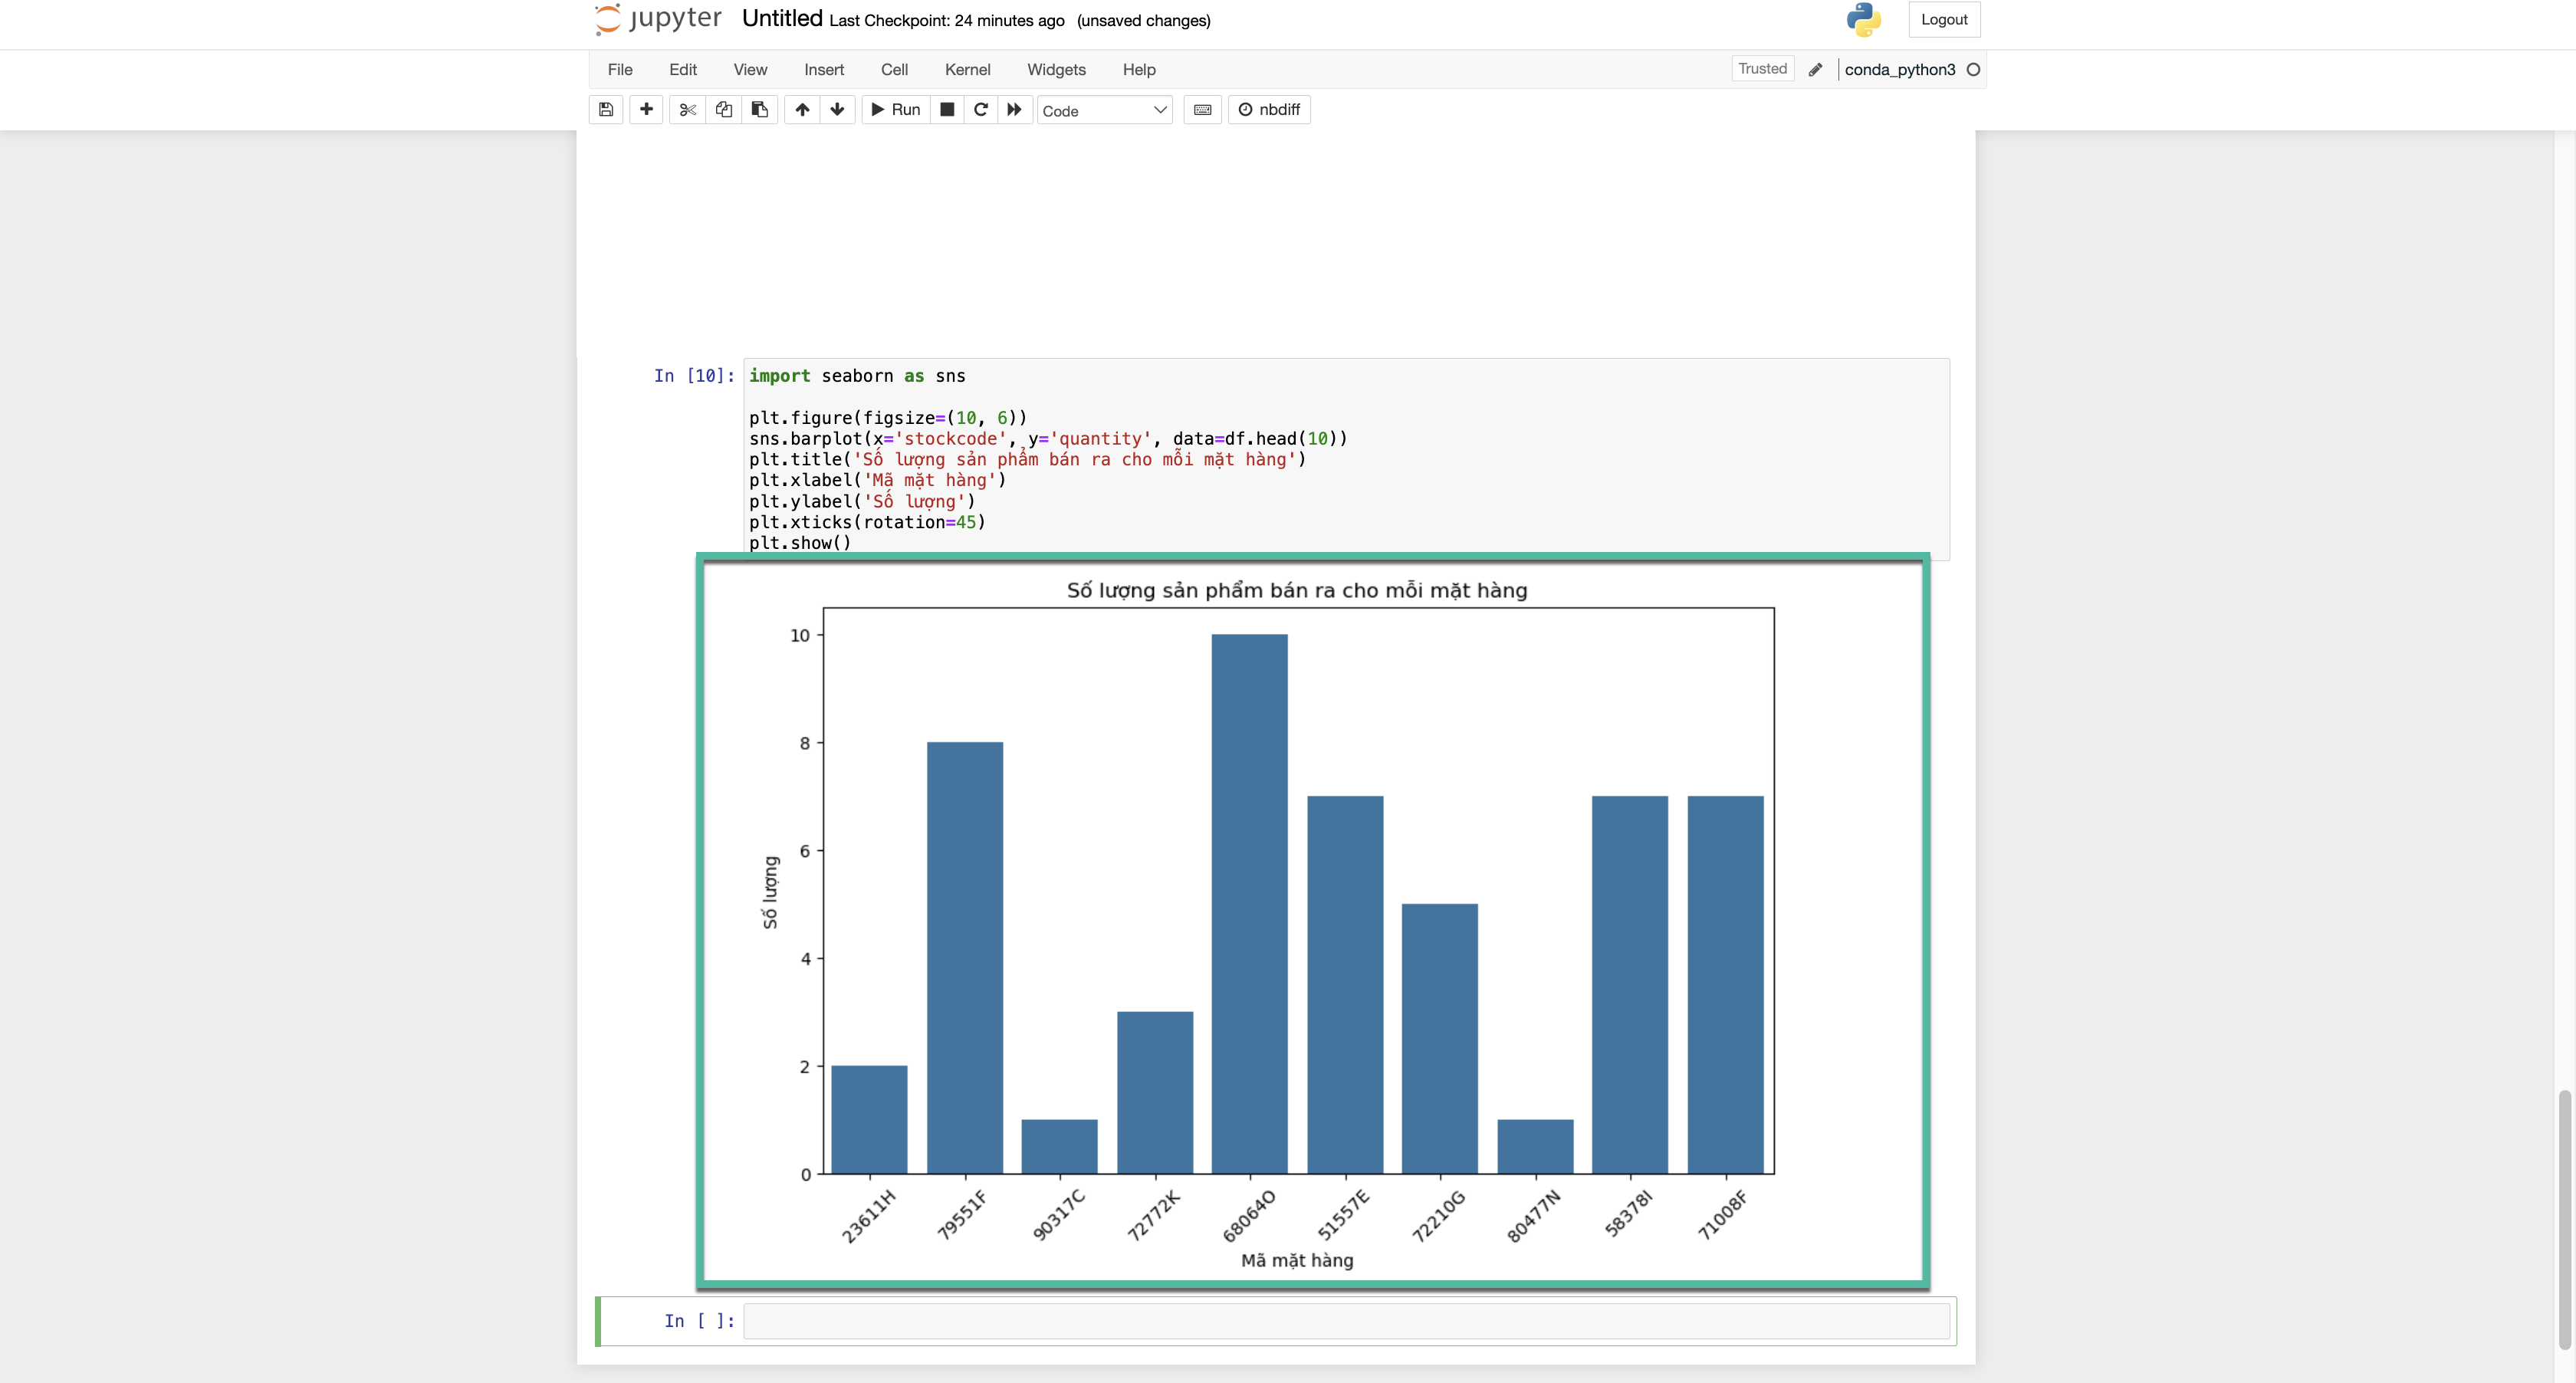 jupyter Untitled Last Checkpoint: 24 minutes ago (unsaved changes) Logout
File Edit View Insert Cell Kernel Widgets Help Trusted conda_python3
Run Code nbdiff
In [10]: import seaborn as sns
plt.figure(figsize=(10, 6))
sns.barplot(x='stockcode', y='quantity', data=df.head(10))
plt.title('Số lượng sản phẩm bán ra cho mỗi mặt hàng')
plt.xlabel('Mã mặt hàng')
plt.ylabel('Số lượng')
plt.xticks(rotation=45)
plt.show()
Số lượng sản phẩm bán ra cho mỗi mặt hàng
10
8
6
4
2
0
Số lượng
23611H 79551F 90317C 72772K 68064O 51557E 72210G 80477N 58378I 71008F
Mã mặt hàng
In [ ]: